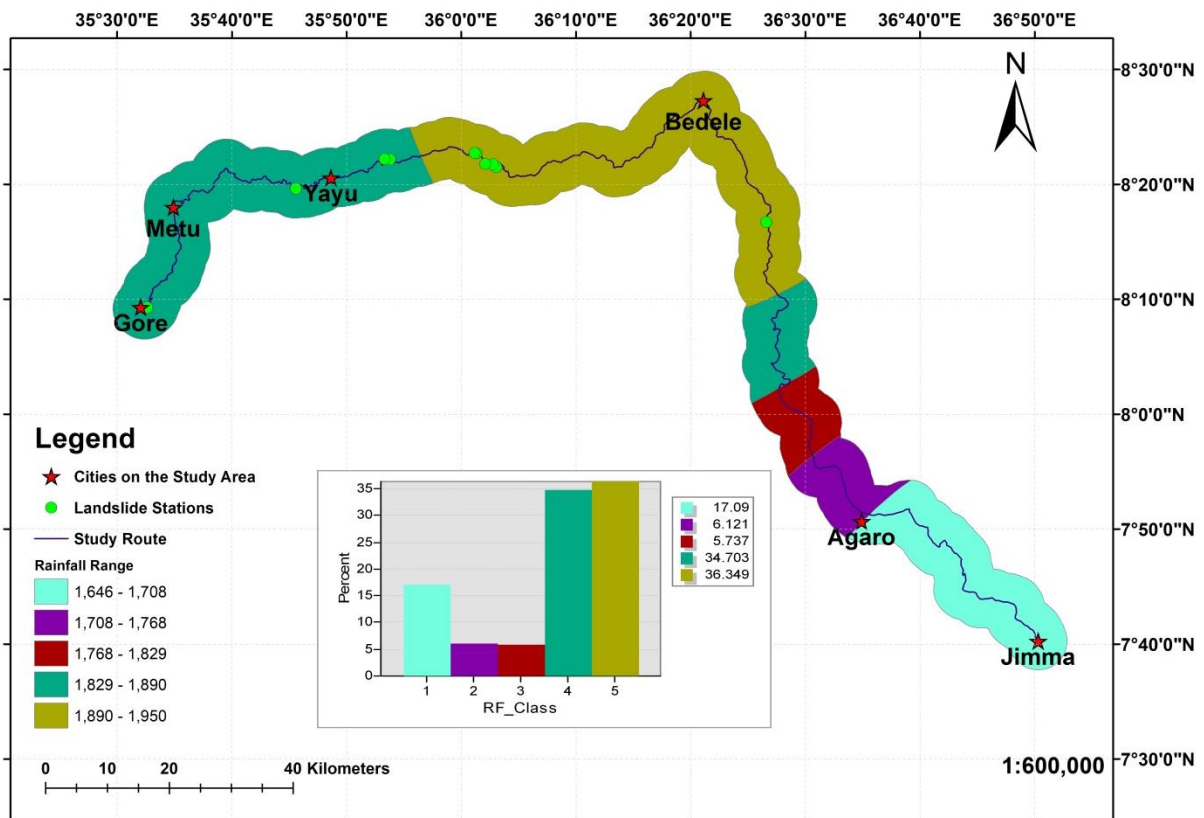 35°30'0"E 35°40'0"E 35°50'0"E 36°0'0"E 36°10'0"E 36°20'0"E 36°30'0"E 36°40'0"E 36°50'0"E
N
8°30'0"N
Bedele
8°20'0"N
Yayu
Metu
8°10'0"N
Gore
8°0'0"N
7°50'0"N
Agaro
7°40'0"N
Jimma
7°30'0"N
1:600,000
Legend
Cities on the Study Area
Landslide Stations
Study Route
Rainfall Range
1,646 - 1,708
1,708 - 1,768
1,768 - 1,829
1,829 - 1,890
1,890 - 1,950
0 10 20 40 Kilometers
Percent
35
30
25
20
15
10
5
0
1 2 3 4 5
RF_Class
17.09
6.121
5.737
34.703
36.349